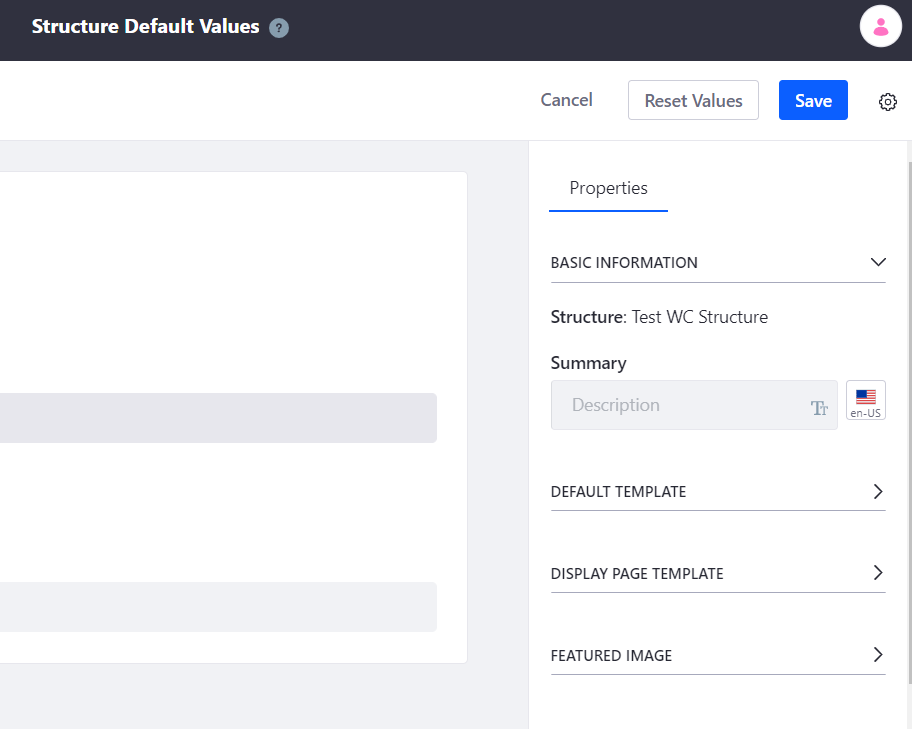 Structure Default Values ?
Cancel
Reset Values
Save
Properties
BASIC INFORMATION
Structure: Test WC Structure
Summary
Description
TT
en-US
DEFAULT TEMPLATE
DISPLAY PAGE TEMPLATE
FEATURED IMAGE